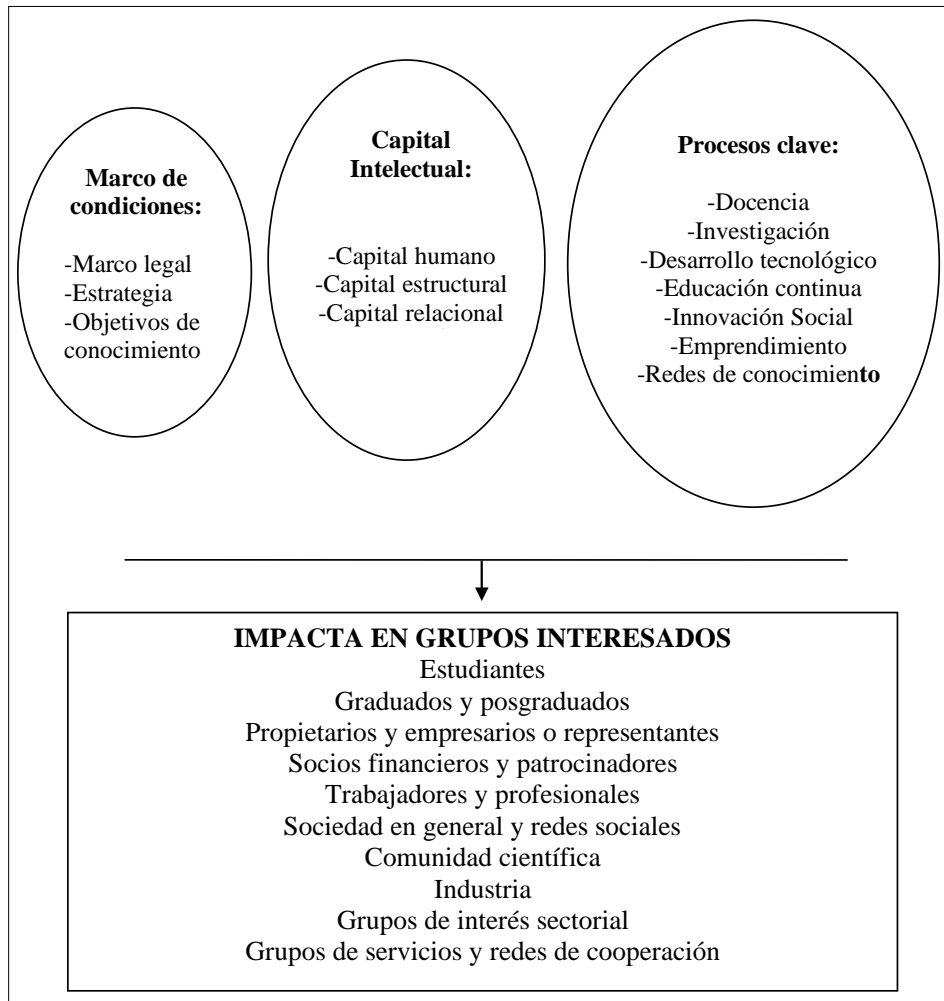 Marco de
condiciones:
-Marco legal
-Estrategia
-Objetivos de
conocimiento
Capital
Intelectual:
-Capital humano
-Capital estructural
-Capital relacional
Procesos clave:
-Docencia
-Investigación
-Desarrollo tecnológico
-Educación continua
-Innovación Social
-Emprendimiento
-Redes de conocimiento
IMPACTA EN GRUPOS INTERESADOS
Estudiantes
Graduados y posgraduados
Propietarios y empresarios o representantes
Socios financieros y patrocinadores
Trabajadores y profesionales
Sociedad en general y redes sociales
Comunidad científica
Industria
Grupos de interés sectorial
Grupos de servicios y redes de cooperación